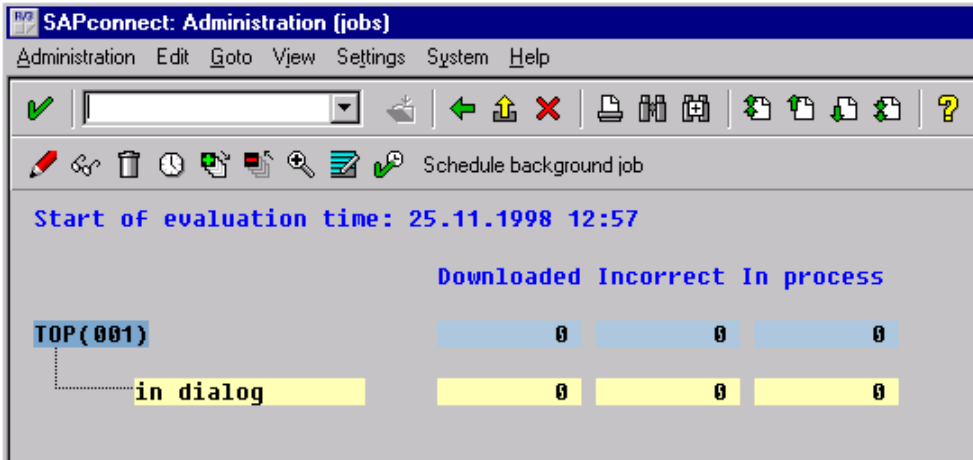 SAPconnect: Administration (jobs)
Administration Edit Goto View Settings System Help
Schedule background job
Start of evaluation time: 25.11.1998 12:57
Downloaded Incorrect In process
TOP(001) 0 0 0
in dialog 0 0 0